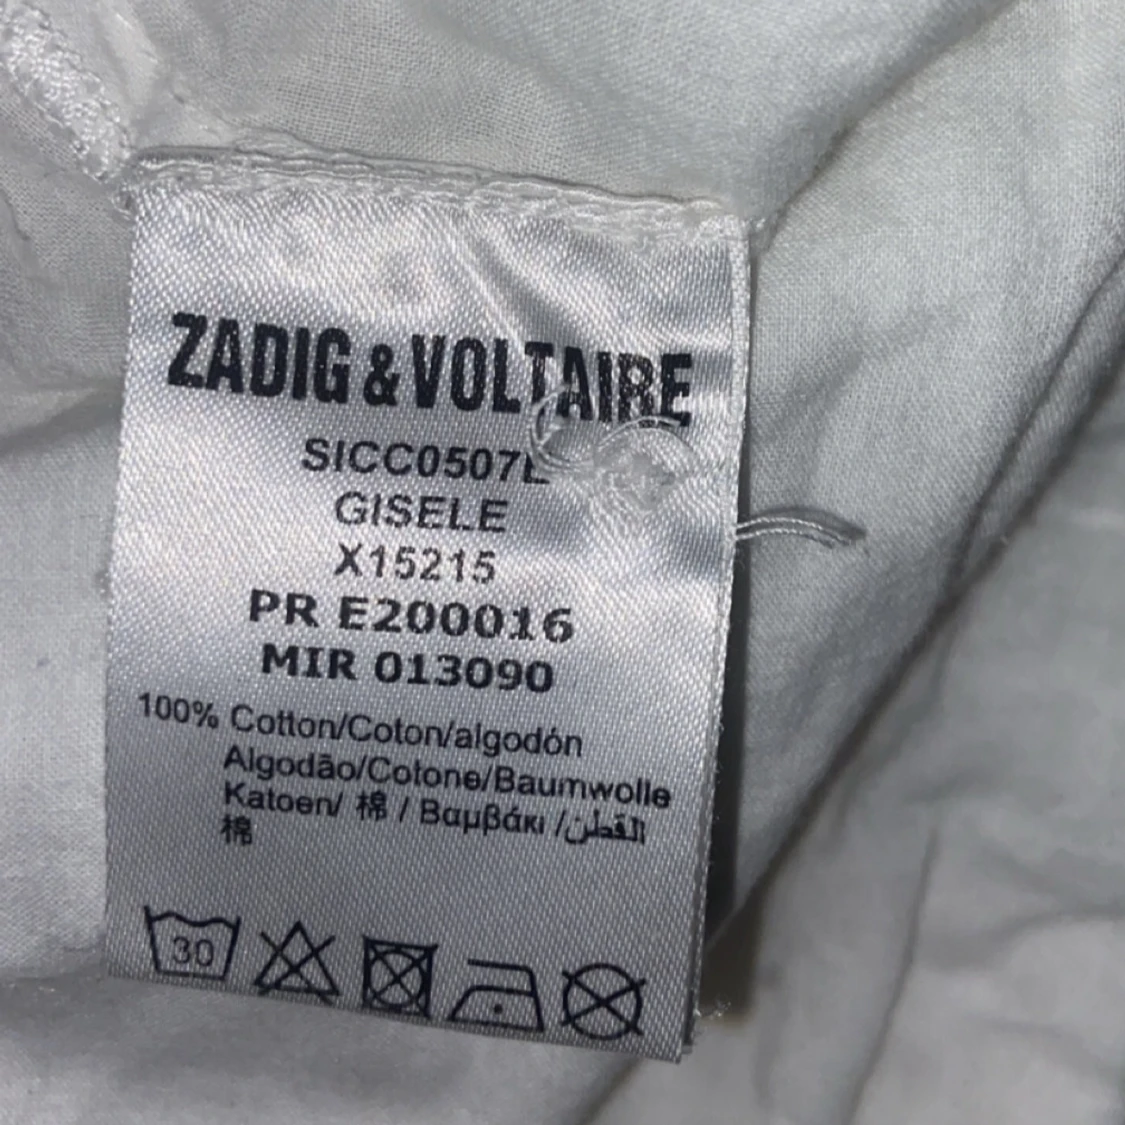 ZADIG & VOLTAIRE
SICC0507E
GISELE
X15215
PR E200016
MIR 013090
100% Cotton/Coton/algodón
Algodão/Cotone/Baumwolle
Katoen/ 棉 / Βαμβάκι /القطن
棉
30